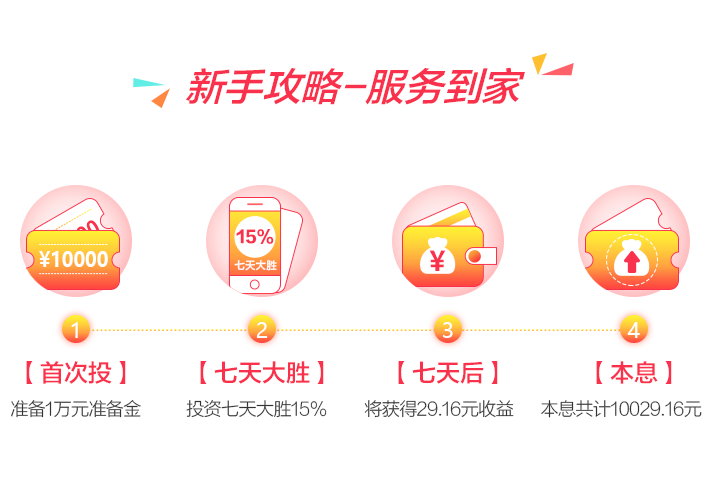 新手攻略-服务到家
¥10000
15%
七天大胜
¥
1
2
3
4
【首次投】
【七天大胜】
【七天后】
【本息】
准备1万元准备金
投资七天大胜15%
将获得29.16元收益
本息共计10029.16元